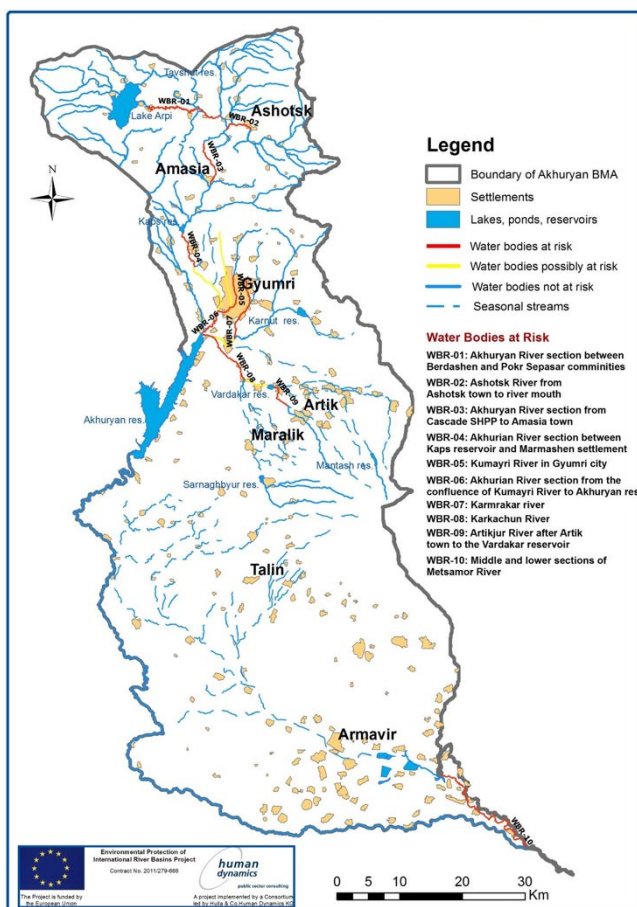 Tavshut res.
WBR-01
Lake Arpi
WBR-02
Ashotsk
WBR-03
Amasia
N
Kaps res.
WBR-04
Gyumri
WBR-05
WBR-06
WBR-07
Karnut res.
WBR-08
Vardakar res.
WBR-09
Artik
Akhuryan res.
Maralik
Mantash res.
Sarnaghbyur res.
Talin
Armavir
WBR-10
Legend
Boundary of Akhuryan BMA
Settlements
Lakes, ponds, reservoirs
Water bodies at risk
Water bodies possibly at risk
Water bodies not at risk
Seasonal streams
Water Bodies at Risk
WBR-01: Akhuryan River section between
Berdashen and Pokr Sepasar comminities
WBR-02: Ashotsk River from
Ashotsk town to river mouth
WBR-03: Akhuryan River section from
Cascade SHPP to Amasia town
WBR-04: Akhurian River section between
Kaps reservoir and Marmashen settlement
WBR-05: Kumayri River in Gyumri city
WBR-06: Akhurian River section from the
confluence of Kumayri River to Akhuryan res
WBR-07: Karmrakar river
WBR-08: Karkachun River
WBR-09: Artikjur River after Artik
town to the Vardakar reservoir
WBR-10: Middle and lower sections of
Metsamor River
Environmental Protection of
International River Basins Project
Contract No. 2011/279-666
human
dynamics
public sector consulting
The Project is funded by
the European Union
A project implemented by a Consortium
led by Hulla & Co.Human Dynamics KG
0 5 10 20 30
Km